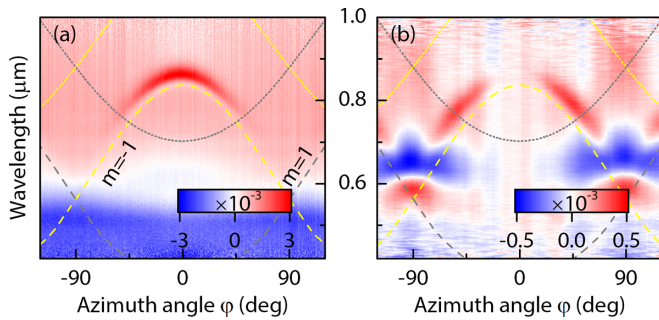 (a)
(b)
1.0
0.8
0.6
Wavelength (μm)
m=-1
m=1
×10⁻³
-3 0 3
×10⁻³
-0.5 0.0 0.5
-90 0 90
-90 0 90
Azimuth angle φ (deg)
Azimuth angle φ (deg)